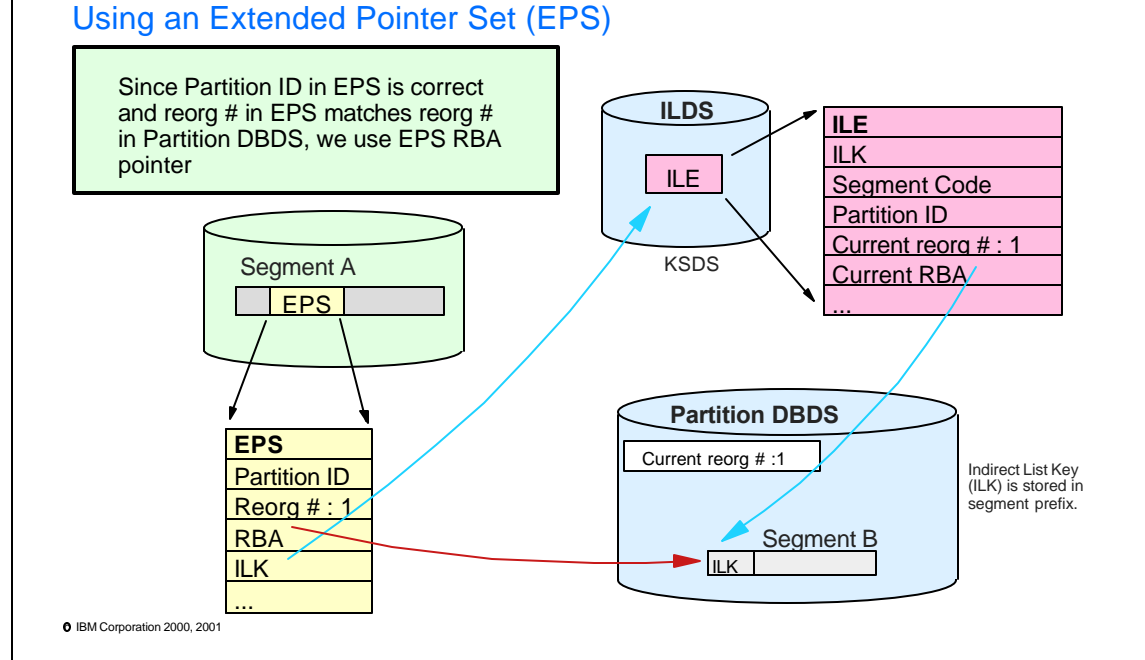 Using an Extended Pointer Set (EPS)
Since Partition ID in EPS is correct
and reorg # in EPS matches reorg #
in Partition DBDS, we use EPS RBA
pointer
ILDS
ILE
KSDS
ILE
ILK
Segment Code
Partition ID
Current reorg # : 1
Current RBA
...
Segment A
EPS
EPS
Partition ID
Reorg # : 1
RBA
ILK
...
Partition DBDS
Current reorg # :1
Segment B
ILK
Indirect List Key
(ILK) is stored in
segment prefix.
© IBM Corporation 2000, 2001